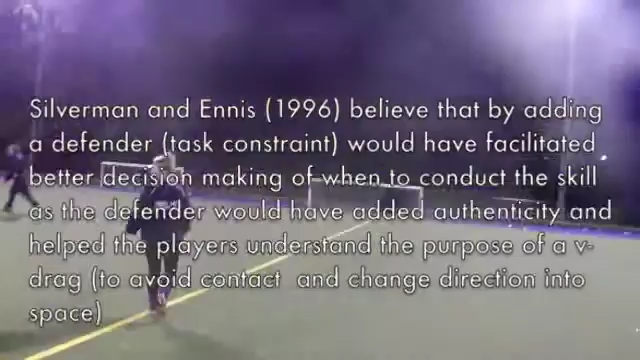 Silverman and Ennis (1996) believe that by adding
a defender (task constraint) would have facilitated
better decision making of when to conduct the skill
as the defender would have added authenticity and
helped the players understand the purpose of a v-
drag (to avoid contact  and change direction into
space)